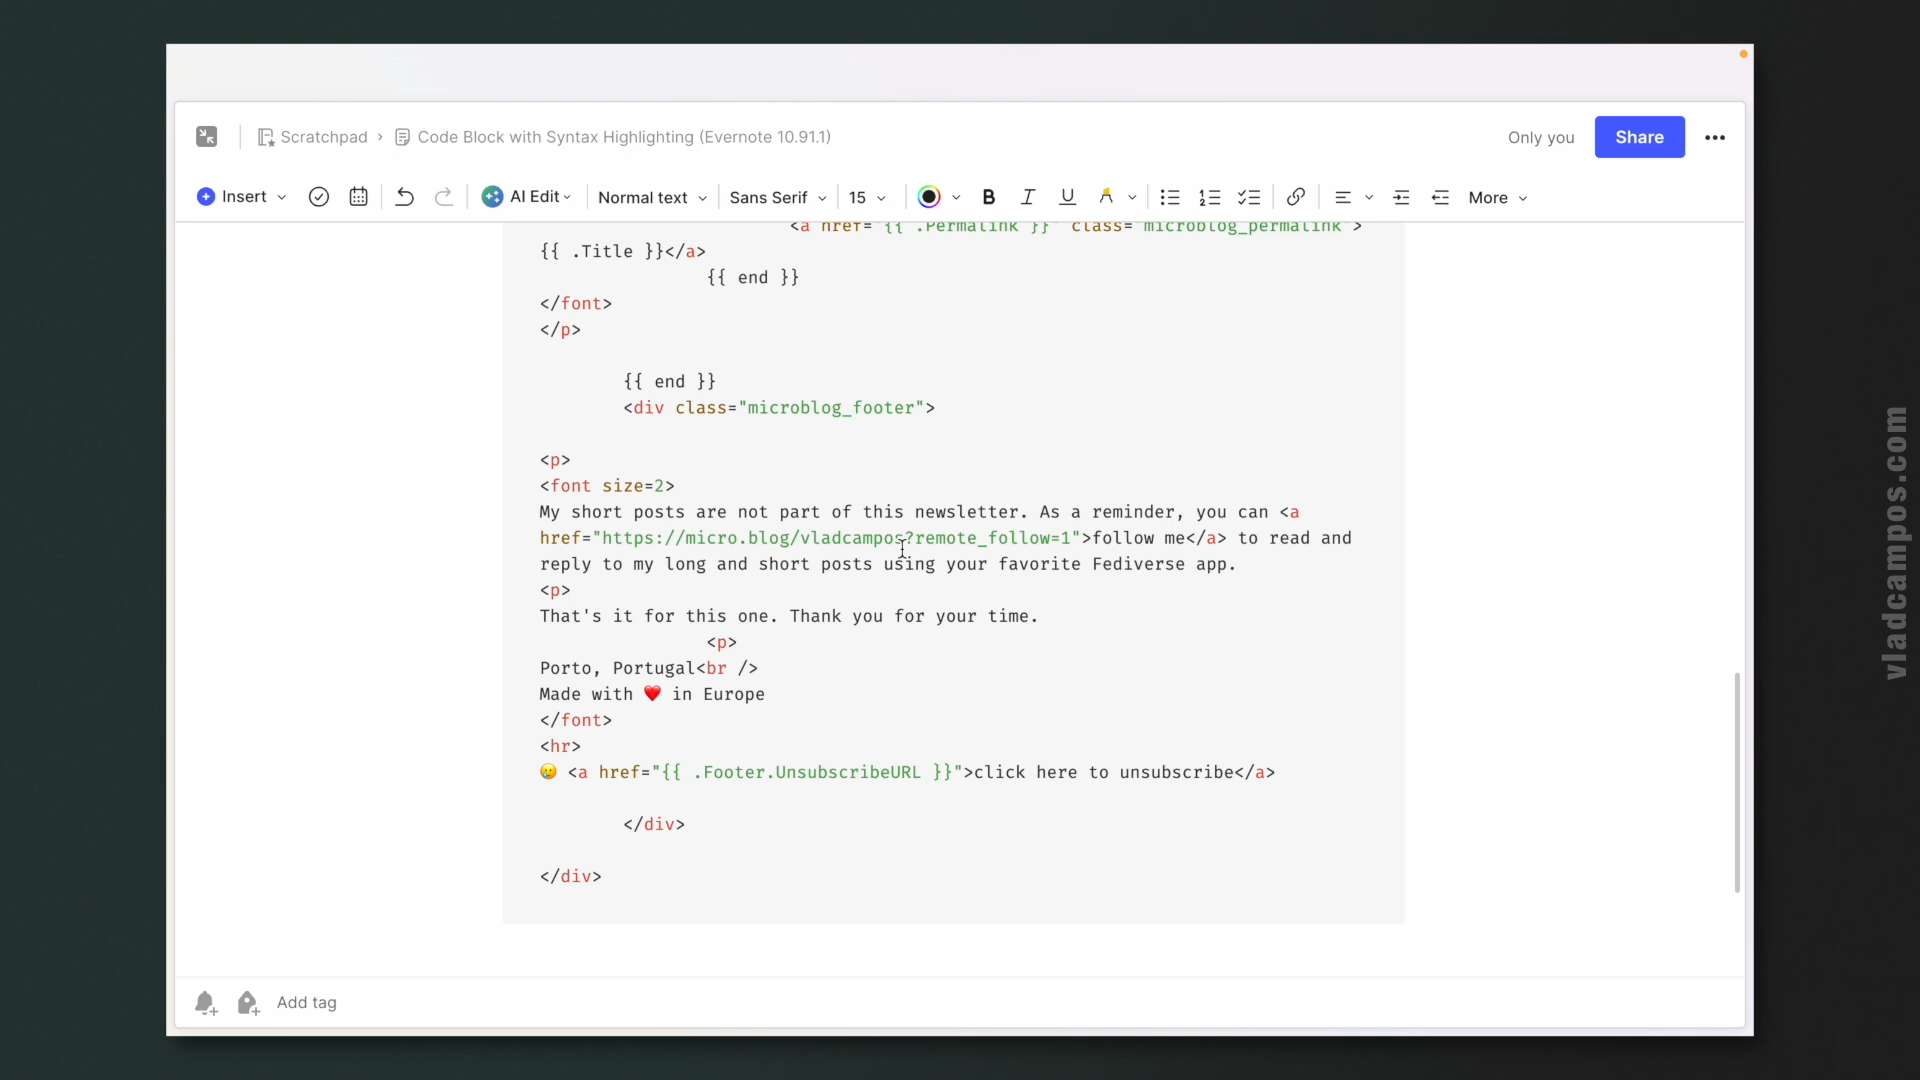 Scratchpad › Code Block with Syntax Highlighting (Evernote 10.91.1)
Only you
Share
Insert
AI Edit
Normal text
Sans Serif
15
B I U A
More
<a href="{{ .Permalink }}" class="microblog_permalink">
{{ .Title }}</a>
{{ end }}
</font>
</p>
{{ end }}
<div class="microblog_footer">
<p>
<font size=2>
My short posts are not part of this newsletter. As a reminder, you can <a
href="https://micro.blog/vladcampos?remote_follow=1">follow me</a> to read and
reply to my long and short posts using your favorite Fediverse app.
<p>
That's it for this one. Thank you for your time.
<p>
Porto, Portugal<br />
Made with ❤️ in Europe
</font>
<hr>
🥲 <a href="{{ .Footer.UnsubscribeURL }}">click here to unsubscribe</a>
</div>
</div>
Add tag
vladcampos.com